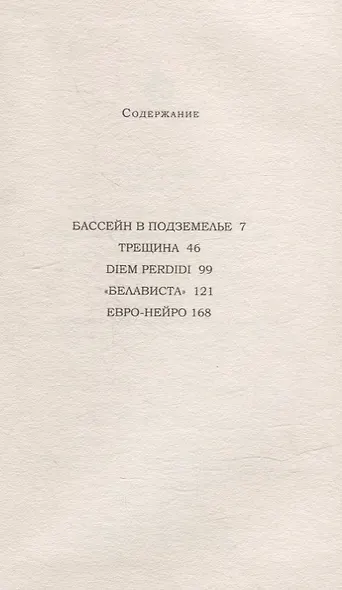 Содержание
БАССЕЙН В ПОДЗЕМЕЛЬЕ 7
ТРЕЩИНА 46
DIEM PERDIDI 99
«БЕЛАВИСТА» 121
ЕВРО-НЕЙРО 168